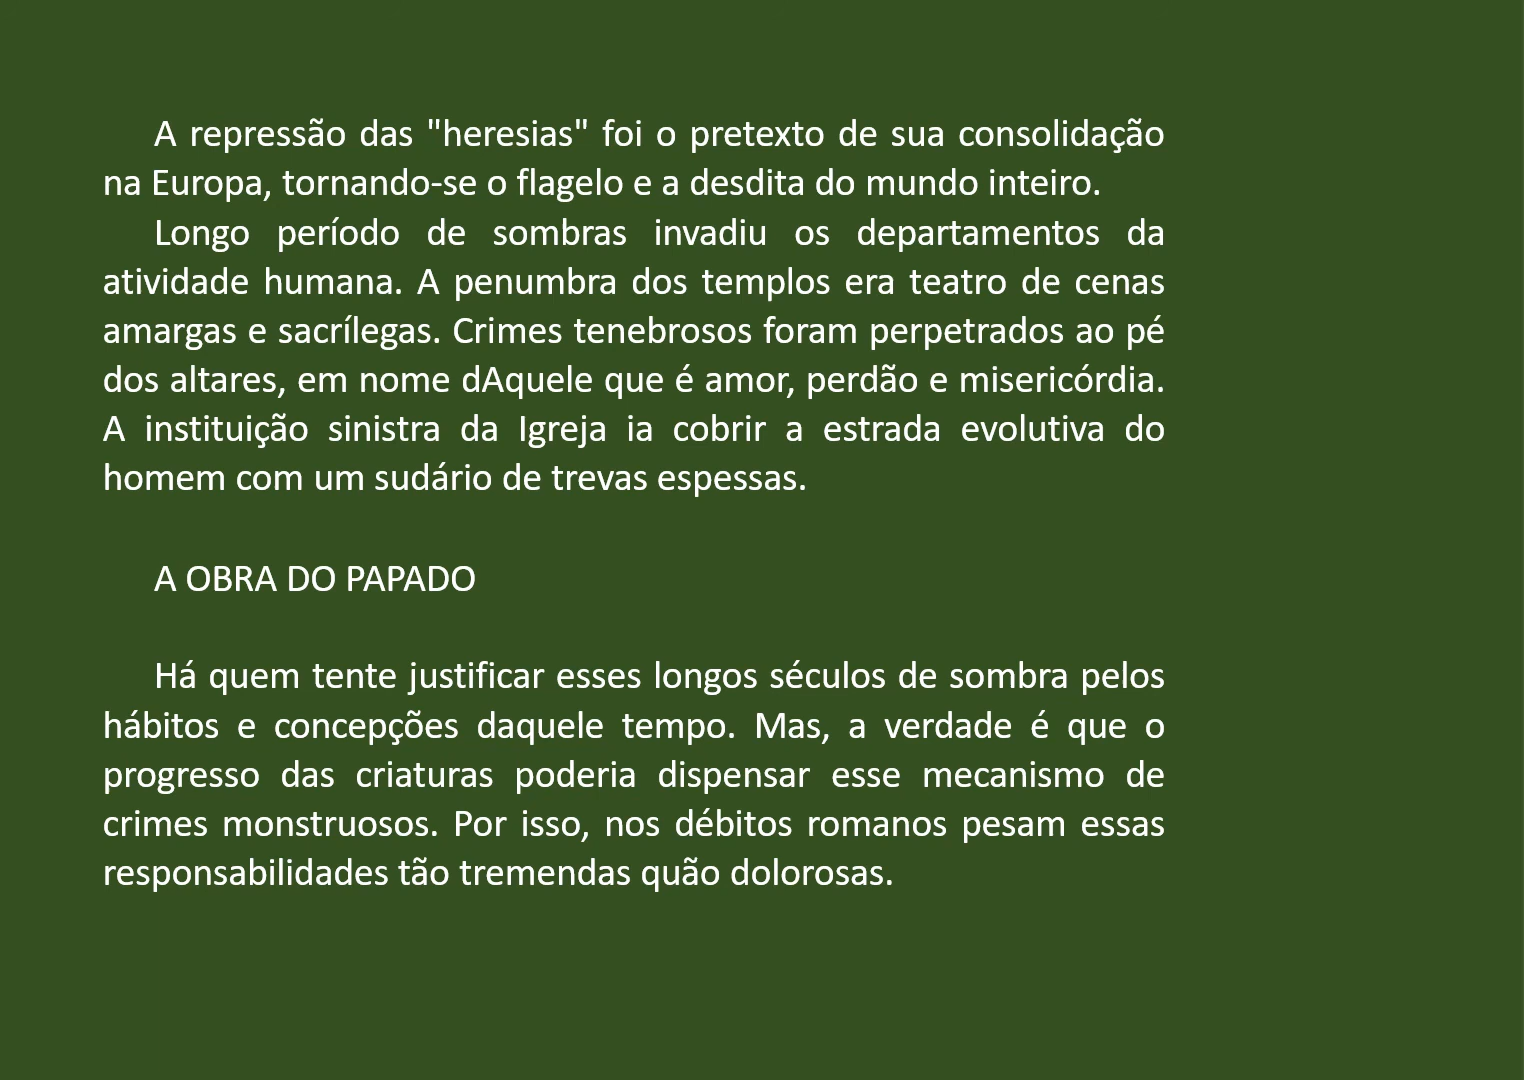 A repressão das "heresias" foi o pretexto de sua consolidação
na Europa, tornando-se o flagelo e a desdita do mundo inteiro.
Longo período de sombras invadiu os departamentos da
atividade humana. A penumbra dos templos era teatro de cenas
amargas e sacrílegas. Crimes tenebrosos foram perpetrados ao pé
dos altares, em nome dAquele que é amor, perdão e misericórdia.
A instituição sinistra da Igreja ia cobrir a estrada evolutiva do
homem com um sudário de trevas espessas.
A OBRA DO PAPADO
Há quem tente justificar esses longos séculos de sombra pelos
hábitos e concepções daquele tempo. Mas, a verdade é que o
progresso das criaturas poderia dispensar esse mecanismo de
crimes monstruosos. Por isso, nos débitos romanos pesam essas
responsabilidades tão tremendas quão dolorosas.